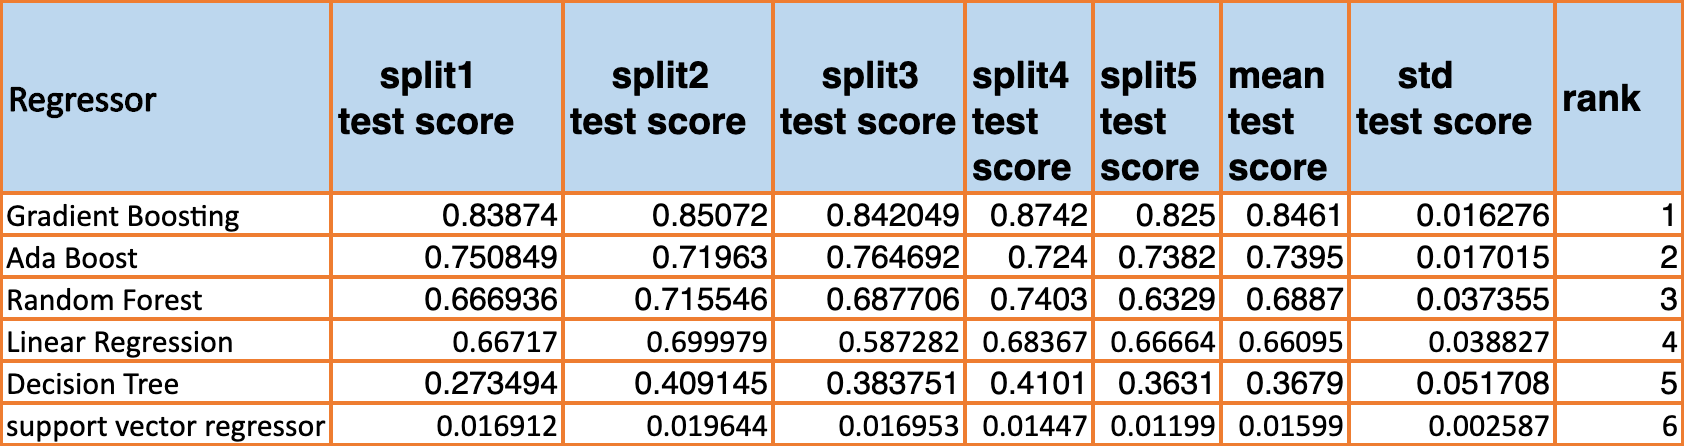 Regressor split1 test score split2 test score split3 test score split4 test score split5 test score mean test score std test score rank
Gradient Boosting 0.83874 0.85072 0.842049 0.8742 0.825 0.8461 0.016276 1
Ada Boost 0.750849 0.71963 0.764692 0.724 0.7382 0.7395 0.017015 2
Random Forest 0.666936 0.715546 0.687706 0.7403 0.6329 0.6887 0.037355 3
Linear Regression 0.66717 0.699979 0.587282 0.68367 0.66664 0.66095 0.038827 4
Decision Tree 0.273494 0.409145 0.383751 0.4101 0.3631 0.3679 0.051708 5
support vector regressor 0.016912 0.019644 0.016953 0.01447 0.01199 0.01599 0.002587 6